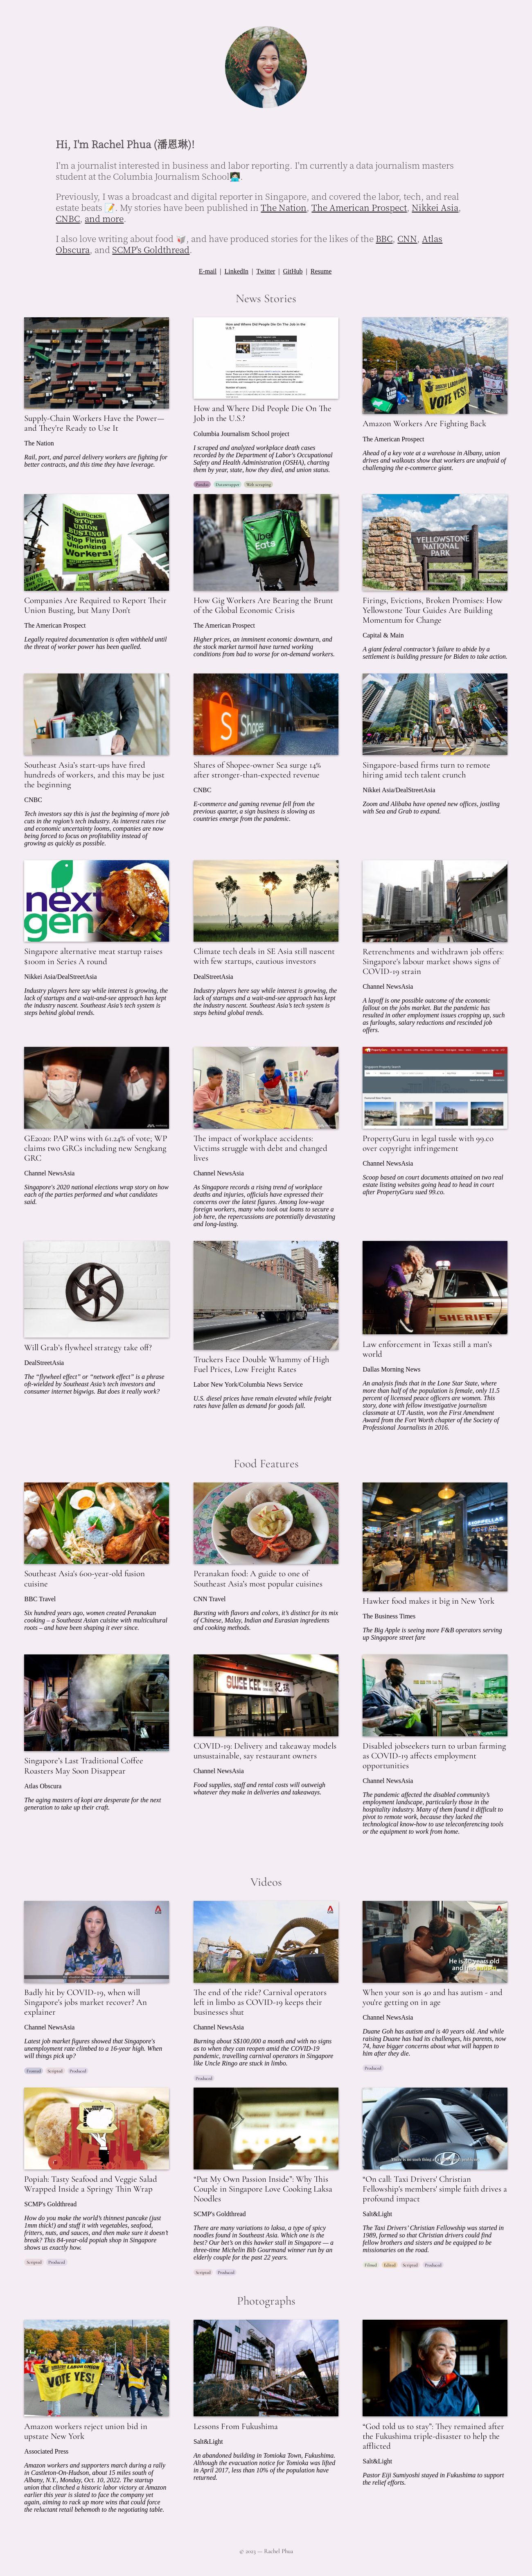 Hi, I'm Rachel Phua (潘恩琳)!
I'm a journalist interested in business and labor reporting. I'm currently a data journalism masters
student at the Columbia Journalism School👩🏻‍💻.
Previously, I was a broadcast and digital reporter in Singapore, and covered the labor, tech, and real
estate beats 📝. My stories have been published in The Nation, The American Prospect, Nikkei Asia,
CNBC, and more.
I also love writing about food 🥡, and have produced stories for the likes of the BBC, CNN, Atlas
Obscura, and SCMP's Goldthread.
E-mail | LinkedIn | Twitter | GitHub | Resume
News Stories
Supply-Chain Workers Have the Power—
and They're Ready to Use It
The Nation
Rail, port, and parcel delivery workers are fighting for
better contracts, and this time they have leverage.
How and Where Did People Die On The
Job in the U.S.?
Columbia Journalism School project
I scraped and analyzed workplace death cases
recorded by the Department of Labor's Occupational
Safety and Health Administration (OSHA), charting
them by year, state, how they died, and union status.
Pandas Datawrapper Web scraping
AMAZON LABOR UNION
VOTE YES!
Amazon Workers Are Fighting Back
The American Prospect
Ahead of a key vote at a warehouse in Albany, union
drives and walkouts show that workers are unafraid of
challenging the e-commerce giant.
STARBUCKS:
STOP
UNION
BUSTING!
Stop Firing
Unionizing
Workers!
Companies Are Required to Report Their
Union Busting, but Many Don't
The American Prospect
Legally required documentation is often withheld until
the threat of worker power has been quelled.
Uber
Eats
How Gig Workers Are Bearing the Brunt
of the Global Economic Crisis
The American Prospect
Higher prices, an imminent economic downturn, and
the stock market turmoil have turned working
conditions from bad to worse for on-demand workers.
YELLOWSTONE
NATIONAL
PARK
Firings, Evictions, Broken Promises: How
Yellowstone Tour Guides Are Building
Momentum for Change
Capital & Main
A giant federal contractor's failure to abide by a
settlement is building pressure for Biden to take action.
Southeast Asia's start-ups have fired
hundreds of workers, and this may be just
the beginning
CNBC
Tech investors say this is just the beginning of more job
cuts in the region's tech industry. As interest rates rise
and economic uncertainty looms, companies are now
being forced to focus on profitability instead of
growing as quickly as possible.
Shopee
Shares of Shopee-owner Sea surge 14%
after stronger-than-expected revenue
CNBC
E-commerce and gaming revenue fell from the
previous quarter, a sign business is slowing as
countries emerge from the pandemic.
Singapore-based firms turn to remote
hiring amid tech talent crunch
Nikkei Asia/DealStreetAsia
Zoom and Alibaba have opened new offices, jostling
with Sea and Grab to expand.
next
gen
Singapore alternative meat startup raises
$100m in Series A round
Nikkei Asia/DealStreetAsia
Industry players here say while interest is growing, the
lack of startups and a wait-and-see approach has kept
the industry nascent. Southeast Asia's tech system is
steps behind global trends.
Climate tech deals in SE Asia still nascent
with few startups, cautious investors
DealStreetAsia
Industry players here say while interest is growing, the
lack of startups and a wait-and-see approach has kept
the industry nascent. Southeast Asia's tech system is
steps behind global trends.
Retrenchments and withdrawn job offers:
Singapore's labour market shows signs of
COVID-19 strain
Channel NewsAsia
A layoff is one possible outcome of the economic
fallout on the jobs market. But the pandemic has
resulted in other employment issues cropping up, such
as furloughs, salary reductions and rescinded job
offers.
GE2020: PAP wins with 61.24% of vote; WP
claims two GRCs including new Sengkang
GRC
Channel NewsAsia
Singapore's 2020 national elections wrap story on how
each of the parties performed and what candidates
said.
The impact of workplace accidents:
Victims struggle with debt and changed
lives
Channel NewsAsia
As Singapore records a rising trend of workplace
deaths and injuries, officials have expressed their
concerns over the latest figures. Among low-wage
foreign workers, many who took out loans to secure a
job here, the repercussions are potentially devastating
and long-lasting.
PropertyGuru in legal tussle with 99.co
over copyright infringement
Channel NewsAsia
Scoop based on court documents attained on two real
estate listing websites going head to head in court
after PropertyGuru sued 99.co.
Will Grab's flywheel strategy take off?
DealStreetAsia
The “flywheel effect” or “network effect” is a phrase
oft-wielded by Southeast Asia's tech investors and
consumer internet bigwigs. But does it really work?
Truckers Face Double Whammy of High
Fuel Prices, Low Freight Rates
Labor New York/Columbia News Service
U.S. diesel prices have remain elevated while freight
rates have fallen as demand for goods fall.
SHERIFF
Law enforcement in Texas still a man's
world
Dallas Morning News
An analysis finds that in the Lone Star State, where
more than half of the population is female, only 11.5
percent of licensed peace officers are women. This
story, done with fellow investigative journalism
classmate at UT Austin, won the First Amendment
Award from the Fort Worth chapter of the Society of
Professional Journalists in 2016.
Food Features
Southeast Asia's 600-year-old fusion
cuisine
BBC Travel
Six hundred years ago, women created Peranakan
cooking – a Southeast Asian cuisine with multicultural
roots – and have been shaping it ever since.
Peranakan food: A guide to one of
Southeast Asia's most popular cuisines
CNN Travel
Bursting with flavors and colors, it's distinct for its mix
of Chinese, Malay, Indian and Eurasian ingredients
and cooking methods.
Hawker food makes it big in New York
The Business Times
The Big Apple is seeing more F&B operators serving
up Singapore street fare
Singapore's Last Traditional Coffee
Roasters May Soon Disappear
Atlas Obscura
The aging masters of kopi are desperate for the next
generation to take up their craft.
SWEE KEE
COVID-19: Delivery and takeaway models
unsustainable, say restaurant owners
Channel NewsAsia
Food supplies, staff and rental costs will outweigh
whatever they make in deliveries and takeaways.
Disabled jobseekers turn to urban farming
as COVID-19 affects employment
opportunities
Channel NewsAsia
The pandemic affected the disabled community's
employment landscape, particularly those in the
hospitality industry. Many of them found it difficult to
pivot to remote work, because they lacked the
technological know-how to use teleconferencing tools
or the equipment to work from home.
Videos
Badly hit by COVID-19, when will
Singapore's jobs market recover? An
explainer
Channel NewsAsia
Latest job market figures showed that Singapore's
unemployment rate climbed to a 16-year high. When
will things pick up?
Fronted Scripted Produced
The end of the ride? Carnival operators
left in limbo as COVID-19 keeps their
businesses shut
Channel NewsAsia
Burning about S$100,000 a month and with no signs
as to when they can reopen amid the COVID-19
pandemic, travelling carnival operators in Singapore
like Uncle Ringo are stuck in limbo.
Produced
He is 40 years old
When your son is 40 and has autism - and
you're getting on in age
Channel NewsAsia
Duane Goh has autism and is 40 years old. And while
raising Duane has had its challenges, his parents, now
74, have bigger concerns about what will happen to
him after they die.
Produced
Popiah: Tasty Seafood and Veggie Salad
Wrapped Inside a Springy Thin Wrap
SCMP's Goldthread
How do you make the world's thinnest pancake (just
1mm thick!) and stuff it with vegetables, seafood,
fritters, nuts, and sauces, and then make sure it doesn't
break? This 84-year-old popiah shop in Singapore
shows us exactly how.
Scripted Produced
“Put My Own Passion Inside”: Why This
Couple in Singapore Love Cooking Laksa
Noodles
SCMP's Goldthread
There are many variations to laksa, a type of spicy
noodles found in Southeast Asia. Which one is the
best? Our bet's on this hawker stall in Singapore — a
three-time Michelin Bib Gourmand winner run by an
elderly couple for the past 22 years.
Scripted Produced
“On call: Taxi Drivers' Christian
Fellowship's members' simple faith drives a
profound impact
Salt&Light
The Taxi Drivers' Christian Fellowship was started in
1989, formed so that Christian drivers could find
fellow brothers and sisters and be equipped to be
missionaries on the road.
Filmed Edited Scripted Produced
Photographs
AMAZON LABOR UNION
VOTE YES!
Amazon workers reject union bid in
upstate New York
Associated Press
Amazon workers and supporters march during a rally
in Castleton-On-Hudson, about 15 miles south of
Albany, N.Y., Monday, Oct. 10, 2022. The startup
union that clinched a historic labor victory at Amazon
earlier this year is slated to face the company yet
again, aiming to rack up more wins that could force
the reluctant retail behemoth to the negotiating table.
Lessons From Fukushima
Salt&Light
An abandoned building in Tomioka Town, Fukushima.
Although the evacuation notice for Tomioka was lifted
in April 2017, less than 10% of the population have
returned.
“God told us to stay”: They remained after
the Fukushima triple-disaster to help the
afflicted
Salt&Light
Pastor Eiji Sumiyoshi stayed in Fukushima to support
the relief efforts.
© 2023 — Rachel Phua